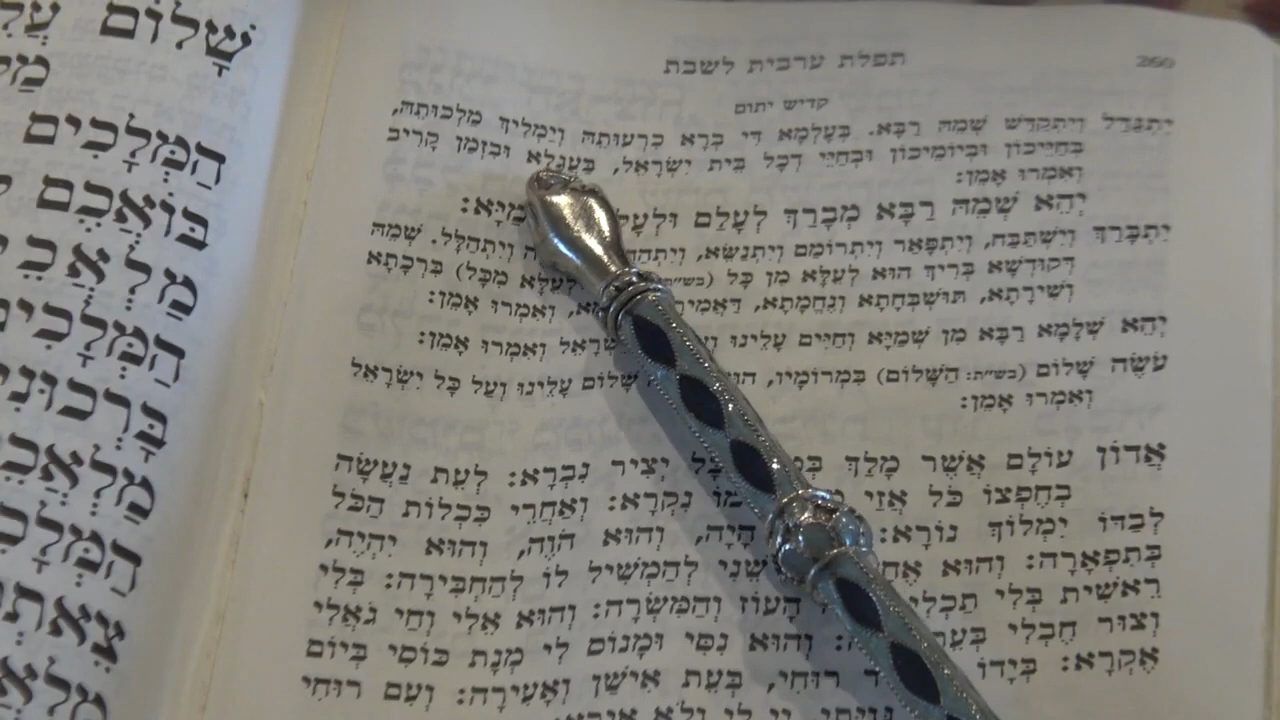 260 תפלת ערבית לשבת
קדיש יתום
יִתְגַּדַּל וְיִתְקַדַּשׁ שְׁמֵהּ רַבָּא. בְּעָלְמָא דִּי בְרָא כִרְעוּתֵהּ וְיַמְלִיךְ מַלְכוּתֵהּ,
בְּחַיֵּיכוֹן וּבְיוֹמֵיכוֹן וּבְחַיֵּי דְכָל בֵּית יִשְׂרָאֵל, בַּעֲגָלָא וּבִזְמַן קָרִיב
וְאִמְרוּ אָמֵן:
יְהֵא שְׁמֵהּ רַבָּא מְבָרַךְ לְעָלַם
יִתְבָּרַךְ וְיִשְׁתַּבַּח, וְיִתְפָּאַר וְיִתְרוֹמַם וְיִתְנַשֵּׂא, וְיִתְהַלָּל. שְׁמֵהּ
דְּקוּדְשָׁא בְּרִיךְ הוּא לְעֵלָּא מִן כָּל לְעֵלָּא מִכָּל) בִּרְכָתָא
וְשִׁירָתָא, תּוּשְׁבְּחָתָא וְנֶחֱמָתָא, וְאִמְרוּ אָמֵן:
יְהֵא שְׁלָמָא רַבָּא מִן שְׁמַיָּא וְחַיִּים עָלֵינוּ וְאִמְרוּ אָמֵן:
עֹשֶׂה שָׁלוֹם (בעש״ת: הַשָּׁלוֹם) בִּמְרוֹמָיו, שָׁלוֹם עָלֵינוּ וְעַל כָּל יִשְׂרָאֵל
וְאִמְרוּ אָמֵן:
אֲדוֹן עוֹלָם אֲשֶׁר מָלַךְ יְצִיר נִבְרָא: לְעֵת נַעֲשָׂה
בְחֶפְצוֹ כֹּל אֲזַי נִקְרָא: וְאַחֲרֵי כִּכְלוֹת הַכֹּל
לְבַדּוֹ יִמְלוֹךְ נוֹרָא: הָיָה, וְהוּא הֹוֶה, וְהוּא יִהְיֶה,
בְּתִפְאָרָה: וְהוּא שֵׁנִי לְהַמְשִׁיל לוֹ לְהַחְבִּירָה: בְּלִי
רֵאשִׁית בְּלִי הָעוֹז וְהַמִּשְׂרָה: וְהוּא אֵלִי וְחַי גּוֹאֲלִי
וְצוּר חֶבְלִי וְהוּא נִסִּי וּמָנוֹם לִי מְנָת כּוֹסִי בְּיוֹם
אֶקְרָא: בְּיָדוֹ רוּחִי, בְּעֵת אִישַׁן וְאָעִירָה: וְעִם רוּחִי
שָׁלוֹם
הַמְּלָכִים
בּוֹאֲכֶם
מַלְאֲכֵי
הַמְּלָכִים
בָּרְכוּנִי
מַלְאֲכֵי